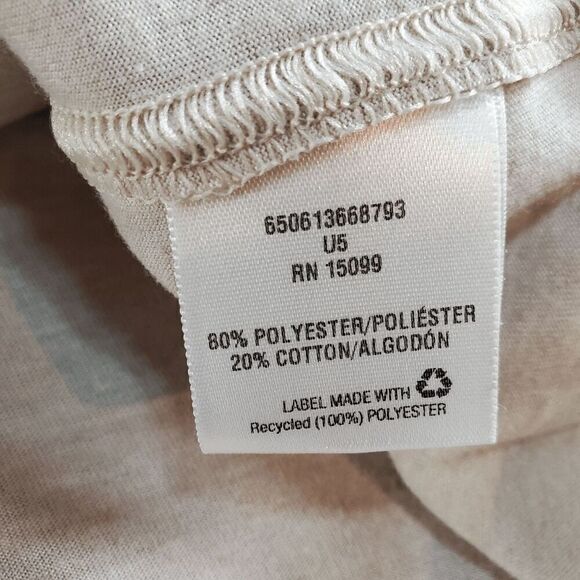 650613668793
U5
RN 15099
80% POLYESTER/POLIÉSTER
20% COTTON/ALGODÓN
LABEL MADE WITH
Recycled (100%) POLYESTER